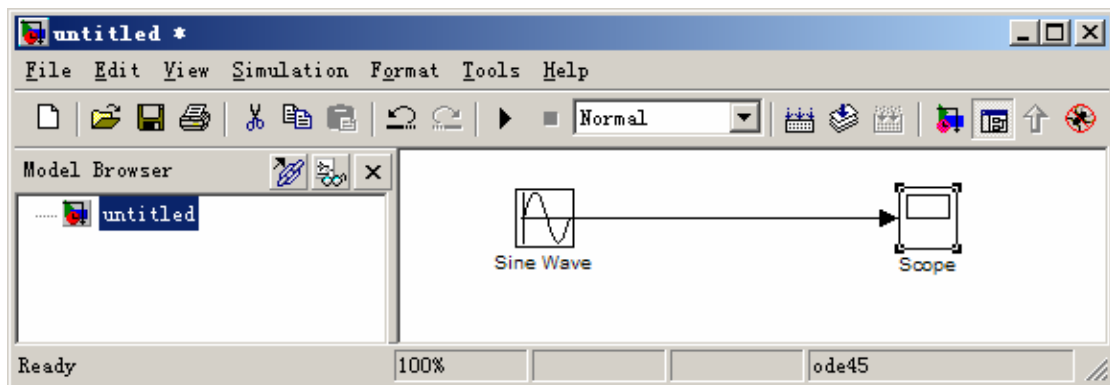 untitled *
File Edit View Simulation Format Tools Help
Normal
Model Browser
untitled
Sine Wave
Scope
Ready 100% ode45